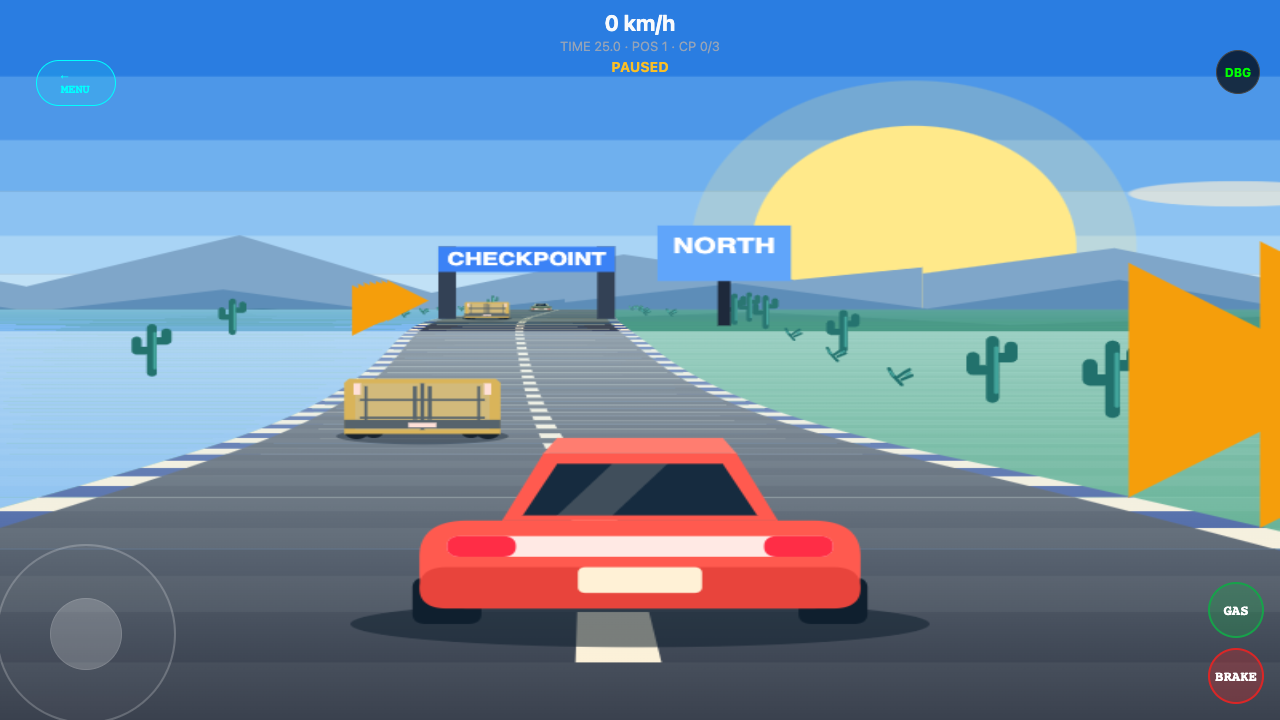 0 km/h
TIME 25.0 · POS 1 · CP 0/3
PAUSED
←
MENU
DBG
NORTH
CHECKPOINT
GAS
BRAKE